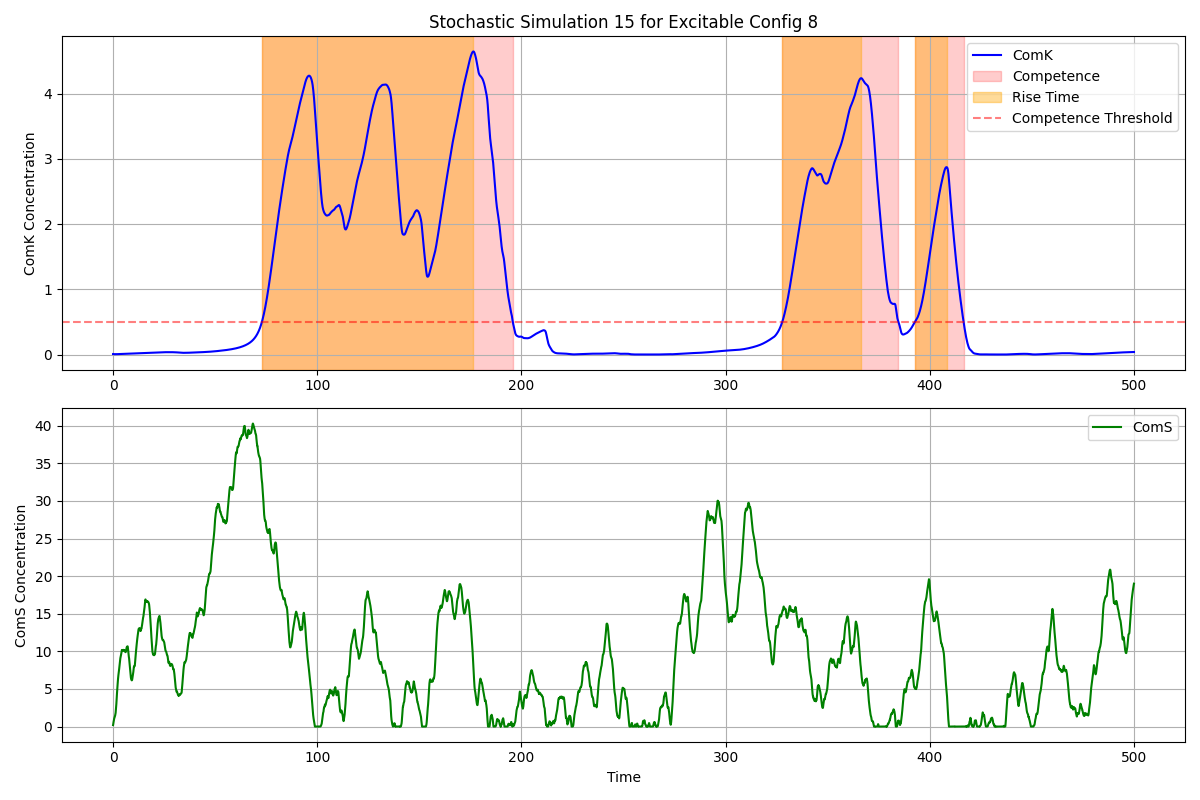 Stochastic Simulation 15 for Excitable Config 8
ComK Concentration
4
3
2
1
0
0 100 200 300 400 500
ComK
Competence
Rise Time
Competence Threshold
ComS Concentration
40
35
30
25
20
15
10
5
0
0 100 200 300 400 500
Time
ComS